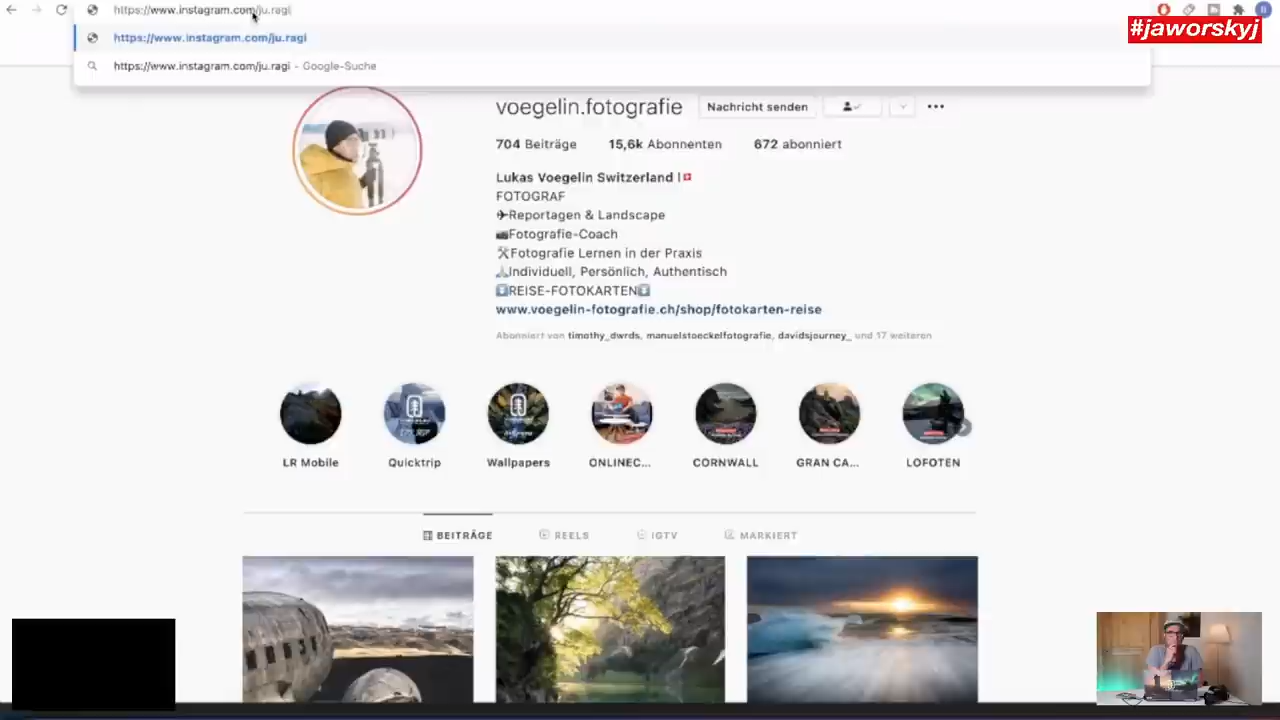 https://www.instagram.com/ju.ragi
#jaworskyj
https://www.instagram.com/ju.ragi
https://www.instagram.com/ju.ragi - Google-Suche
voegelin.fotografie Nachricht senden
704 Beiträge 15,6k Abonnenten 672 abonniert
Lukas Voegelin Switzerland |
FOTOGRAF
Reportagen & Landscape
Fotografie-Coach
Fotografie Lernen in der Praxis
Individuell, Persönlich, Authentisch
REISE-FOTOKARTEN
www.voegelin-fotografie.ch/shop/fotokarten-reise
Abonniert von timothy_dwrds, manuelstoeckelfotografie, davidsjourney_ und 17 weiteren
LR Mobile Quicktrip Wallpapers ONLINEC... CORNWALL GRAN CA... LOFOTEN
BEITRÄGE REELS IGTV MARKIERT